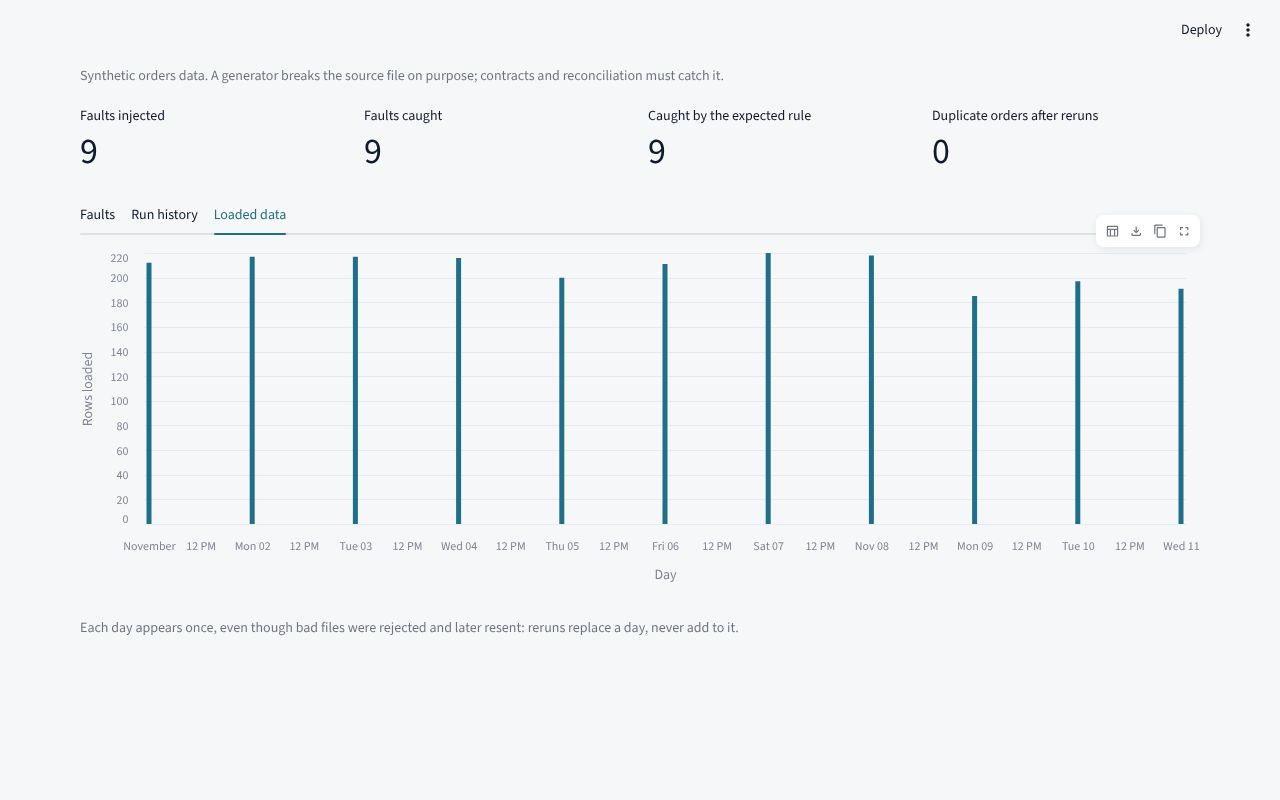 Deploy
Synthetic orders data. A generator breaks the source file on purpose; contracts and reconciliation must catch it.
Faults injected
9
Faults caught
9
Caught by the expected rule
9
Duplicate orders after reruns
0
Faults
Run history
Loaded data
220
200
180
160
140
120
100
80
60
40
20
0
Rows loaded
November 12 PM Mon 02 12 PM Tue 03 12 PM Wed 04 12 PM Thu 05 12 PM Fri 06 12 PM Sat 07 12 PM Nov 08 12 PM Mon 09 12 PM Tue 10 12 PM Wed 11
Day
Each day appears once, even though bad files were rejected and later resent: reruns replace a day, never add to it.